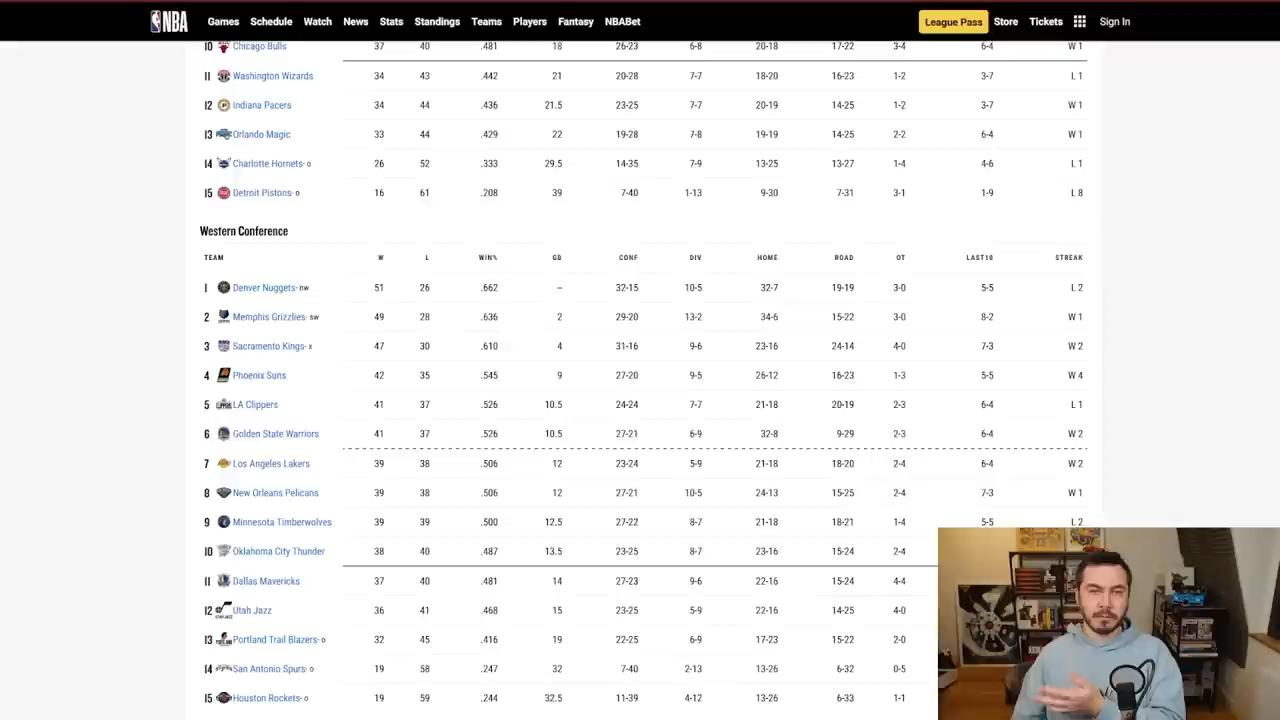 NBA Games Schedule Watch News Stats Standings Teams Players Fantasy NBABet League Pass Store Tickets Sign In
10 Chicago Bulls 37 40 .481 18 26-23 6-8 20-18 17-22 3-4 6-4 W 1
11 Washington Wizards 34 43 .442 21 20-28 7-7 18-20 16-23 1-2 3-7 L 1
12 Indiana Pacers 34 44 .436 21.5 23-25 7-7 20-19 14-25 1-2 3-7 W 1
13 Orlando Magic 33 44 .429 22 19-28 7-8 19-19 14-25 2-2 6-4 W 1
14 Charlotte Hornets - o 26 52 .333 29.5 14-35 7-9 13-25 13-27 1-4 4-6 L 1
15 Detroit Pistons - o 16 61 .208 39 7-40 1-13 9-30 7-31 3-1 1-9 L 8
Western Conference
TEAM W L WIN% GB CONF DIV HOME ROAD OT LAST10 STREAK
1 Denver Nuggets - nw 51 26 .662 – 32-15 10-5 32-7 19-19 3-0 5-5 L 2
2 Memphis Grizzlies - sw 49 28 .636 2 29-20 13-2 34-6 15-22 3-0 8-2 W 1
3 Sacramento Kings - x 47 30 .610 4 31-16 9-6 23-16 24-14 4-0 7-3 W 2
4 Phoenix Suns 42 35 .545 9 27-20 9-5 26-12 16-23 1-3 5-5 W 4
5 LA Clippers 41 37 .526 10.5 24-24 7-7 21-18 20-19 2-3 6-4 L 1
6 Golden State Warriors 41 37 .526 10.5 27-21 6-9 32-8 9-29 2-3 6-4 W 2
7 Los Angeles Lakers 39 38 .506 12 23-24 5-9 21-18 18-20 2-4 6-4 W 2
8 New Orleans Pelicans 39 38 .506 12 27-21 10-5 24-13 15-25 2-4 7-3 W 1
9 Minnesota Timberwolves 39 39 .500 12.5 27-22 8-7 21-18 18-21 1-4 5-5 L 2
10 Oklahoma City Thunder 38 40 .487 13.5 23-25 8-7 23-16 15-24 2-4
11 Dallas Mavericks 37 40 .481 14 27-23 9-6 22-16 15-24 4-4
12 Utah Jazz 36 41 .468 15 23-25 5-9 22-16 14-25 4-0
13 Portland Trail Blazers - o 32 45 .416 19 22-25 6-9 17-23 15-22 2-0
14 San Antonio Spurs - o 19 58 .247 32 7-40 2-13 13-26 6-32 0-5
15 Houston Rockets - o 19 59 .244 32.5 11-39 4-12 13-26 6-33 1-1